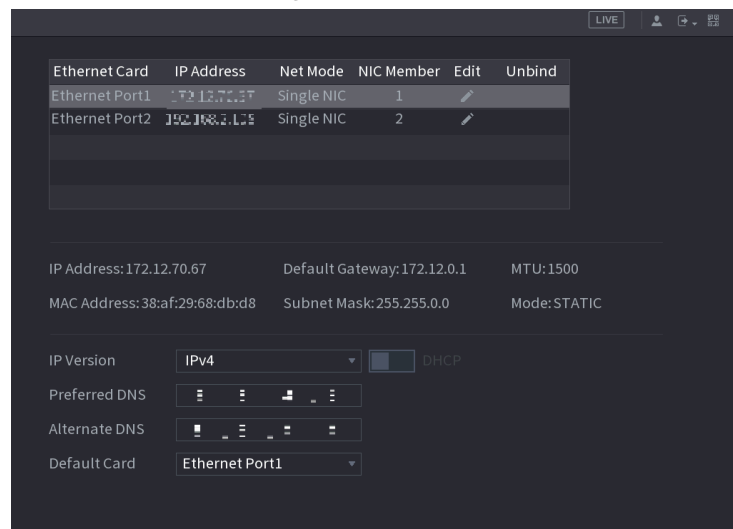 LIVE
Ethernet Card IP Address Net Mode NIC Member Edit Unbind
Ethernet Port1 Single NIC 1
Ethernet Port2 Single NIC 2
IP Address:172.12.70.67 Default Gateway:172.12.0.1 MTU:1500
MAC Address:38:af:29:68:db:d8 Subnet Mask:255.255.0.0 Mode:STATIC
IP Version IPv4 DHCP
Preferred DNS
Alternate DNS
Default Card Ethernet Port1